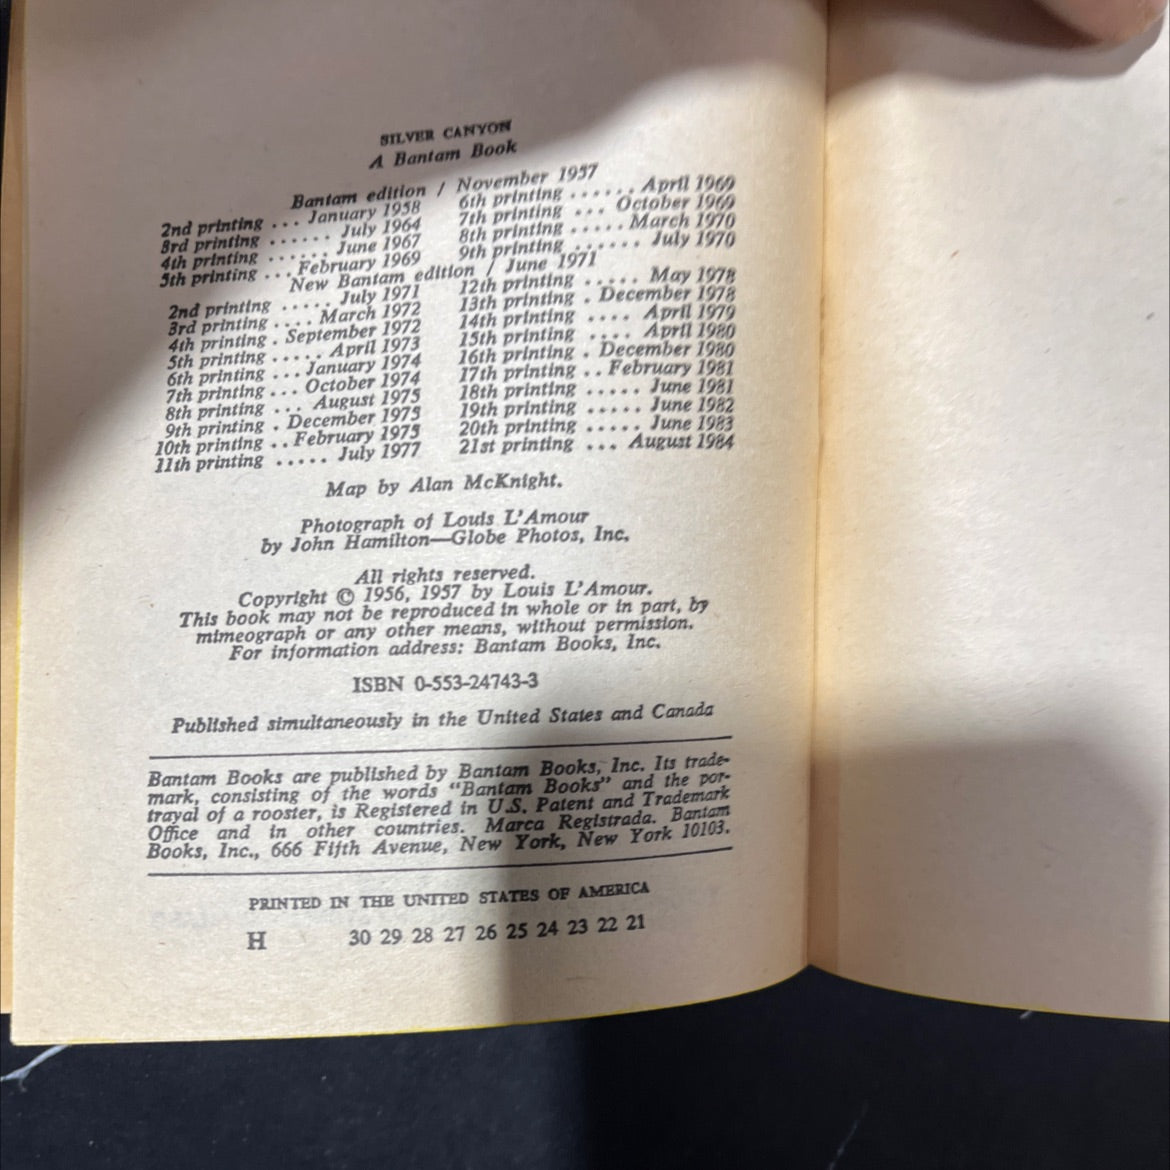 SILVER CANYON
A Bantam Book
Bantam edition / November 1957
2nd printing ... January 1958
3rd printing ...... July 1964
4th printing ...... June 1967
5th printing ... February 1969
6th printing ...... April 1969
7th printing ... October 1969
8th printing ..... March 1970
9th printing ...... July 1970
New Bantam edition / June 1971
2nd printing ..... July 1971
3rd printing .... March 1972
4th printing . September 1972
5th printing ..... April 1973
6th printing ... January 1974
7th printing ... October 1974
8th printing ... August 1975
9th printing . December 1975
10th printing .. February 1975
11th printing ..... July 1977
12th printing ..... May 1978
13th printing . December 1978
14th printing .... April 1979
15th printing .... April 1980
16th printing . December 1980
17th printing .. February 1981
18th printing ..... June 1981
19th printing ..... June 1982
20th printing ..... June 1983
21st printing ... August 1984
Map by Alan McKnight.
Photograph of Louis L'Amour
by John Hamilton—Globe Photos, Inc.
All rights reserved.
Copyright © 1956, 1957 by Louis L'Amour.
This book may not be reproduced in whole or in part, by
mimeograph or any other means, without permission.
For information address: Bantam Books, Inc.
ISBN 0-553-24743-3
Published simultaneously in the United States and Canada
Bantam Books are published by Bantam Books, Inc. Its trade-
mark, consisting of the words "Bantam Books" and the por-
trayal of a rooster, is Registered in U.S. Patent and Trademark
Office and in other countries. Marca Registrada. Bantam
Books, Inc., 666 Fifth Avenue, New York, New York 10103.
PRINTED IN THE UNITED STATES OF AMERICA
H 30 29 28 27 26 25 24 23 22 21